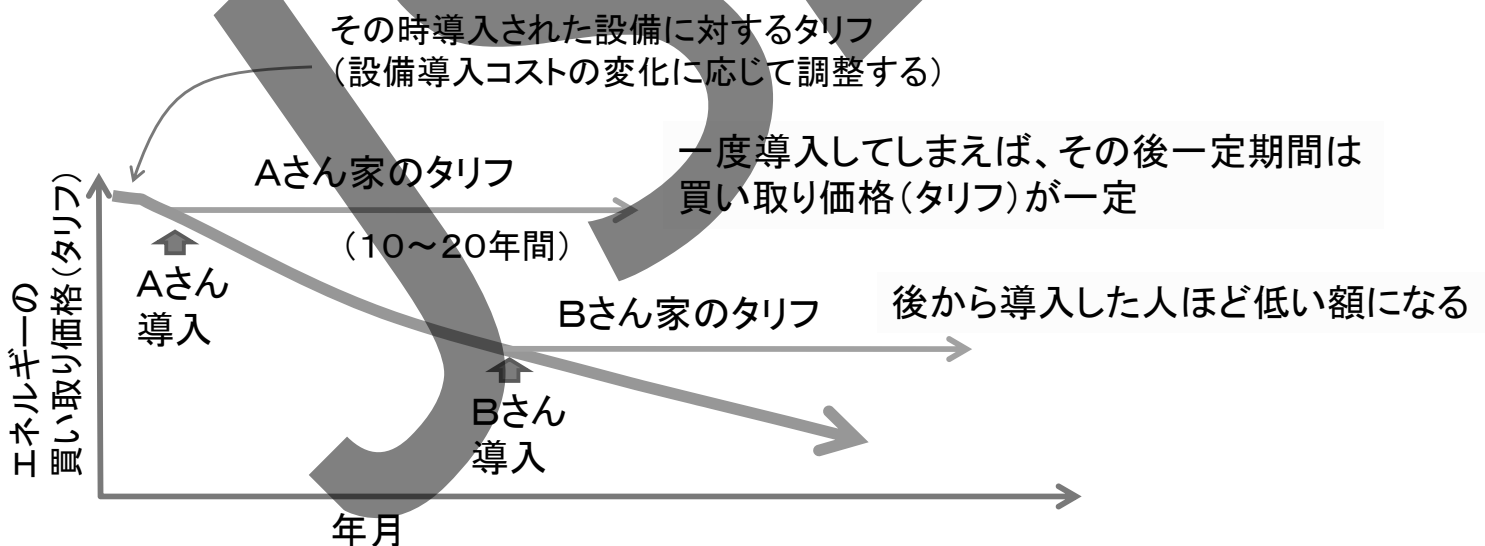 その時導入された設備に対するタリフ
（設備導入コストの変化に応じて調整する）
Aさん家のタリフ
一度導入してしまえば、その後一定期間は
買い取り価格（タリフ）が一定
（10～20年間）
Aさん
導入
Bさん家のタリフ
後から導入した人ほど低い額になる
Bさん
導入
エネルギーの
買い取り価格（タリフ）
年月